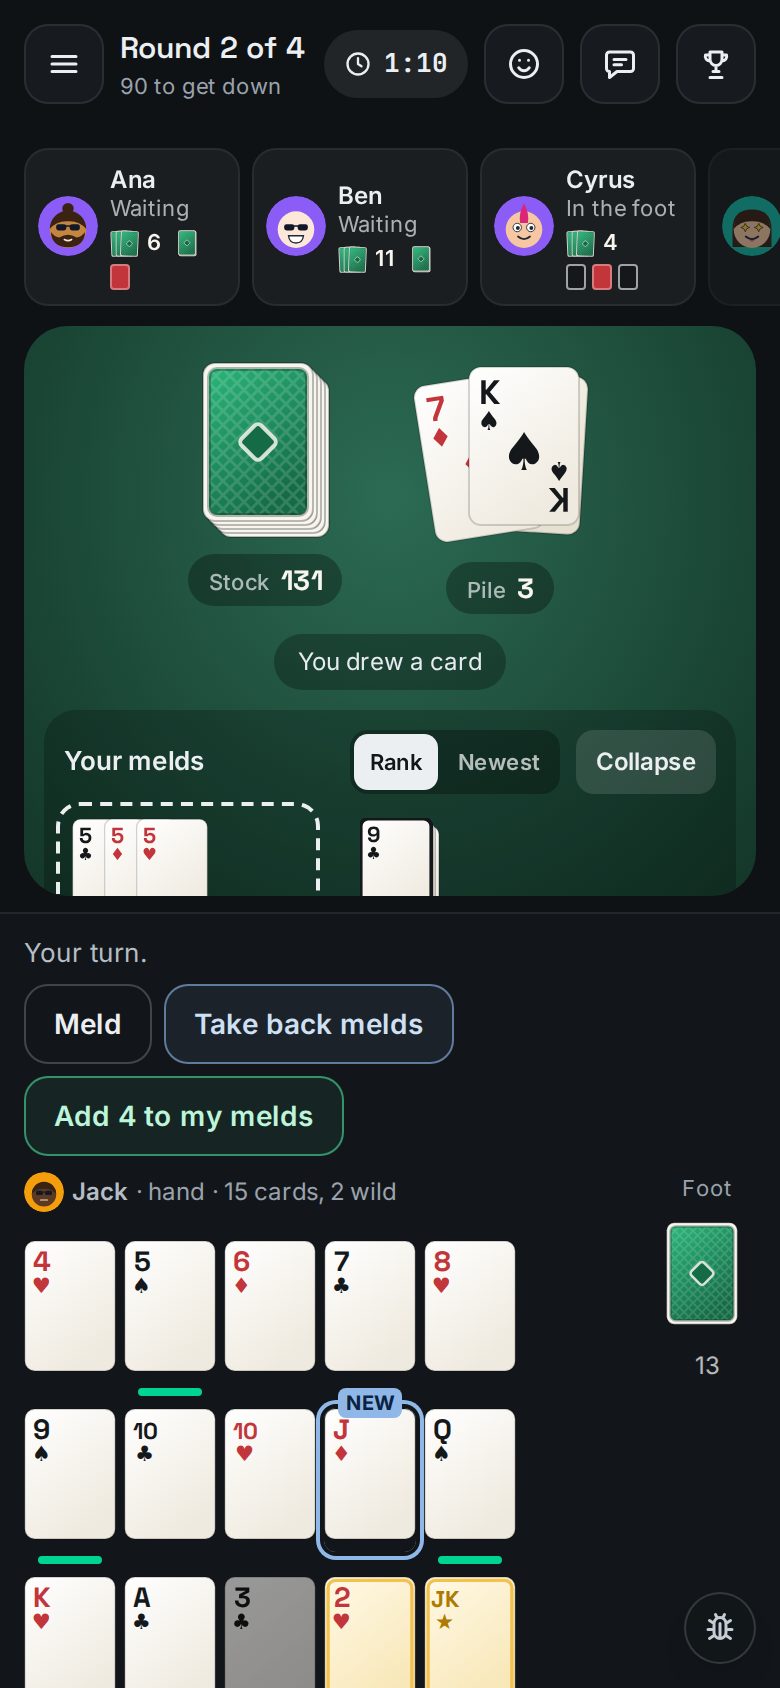 Round 2 of 4
90 to get down
1:10
Ana
Waiting
6
Ben
Waiting
11
Cyrus
In the foot
4
7
K
K
Stock 131
Pile 3
You drew a card
Your melds
Rank
Newest
Collapse
5
5
5
9
Your turn.
Meld
Take back melds
Add 4 to my melds
Jack · hand · 15 cards, 2 wild
Foot
4
5
6
7
8
13
NEW
9
10
10
J
Q
K
A
3
2
JK